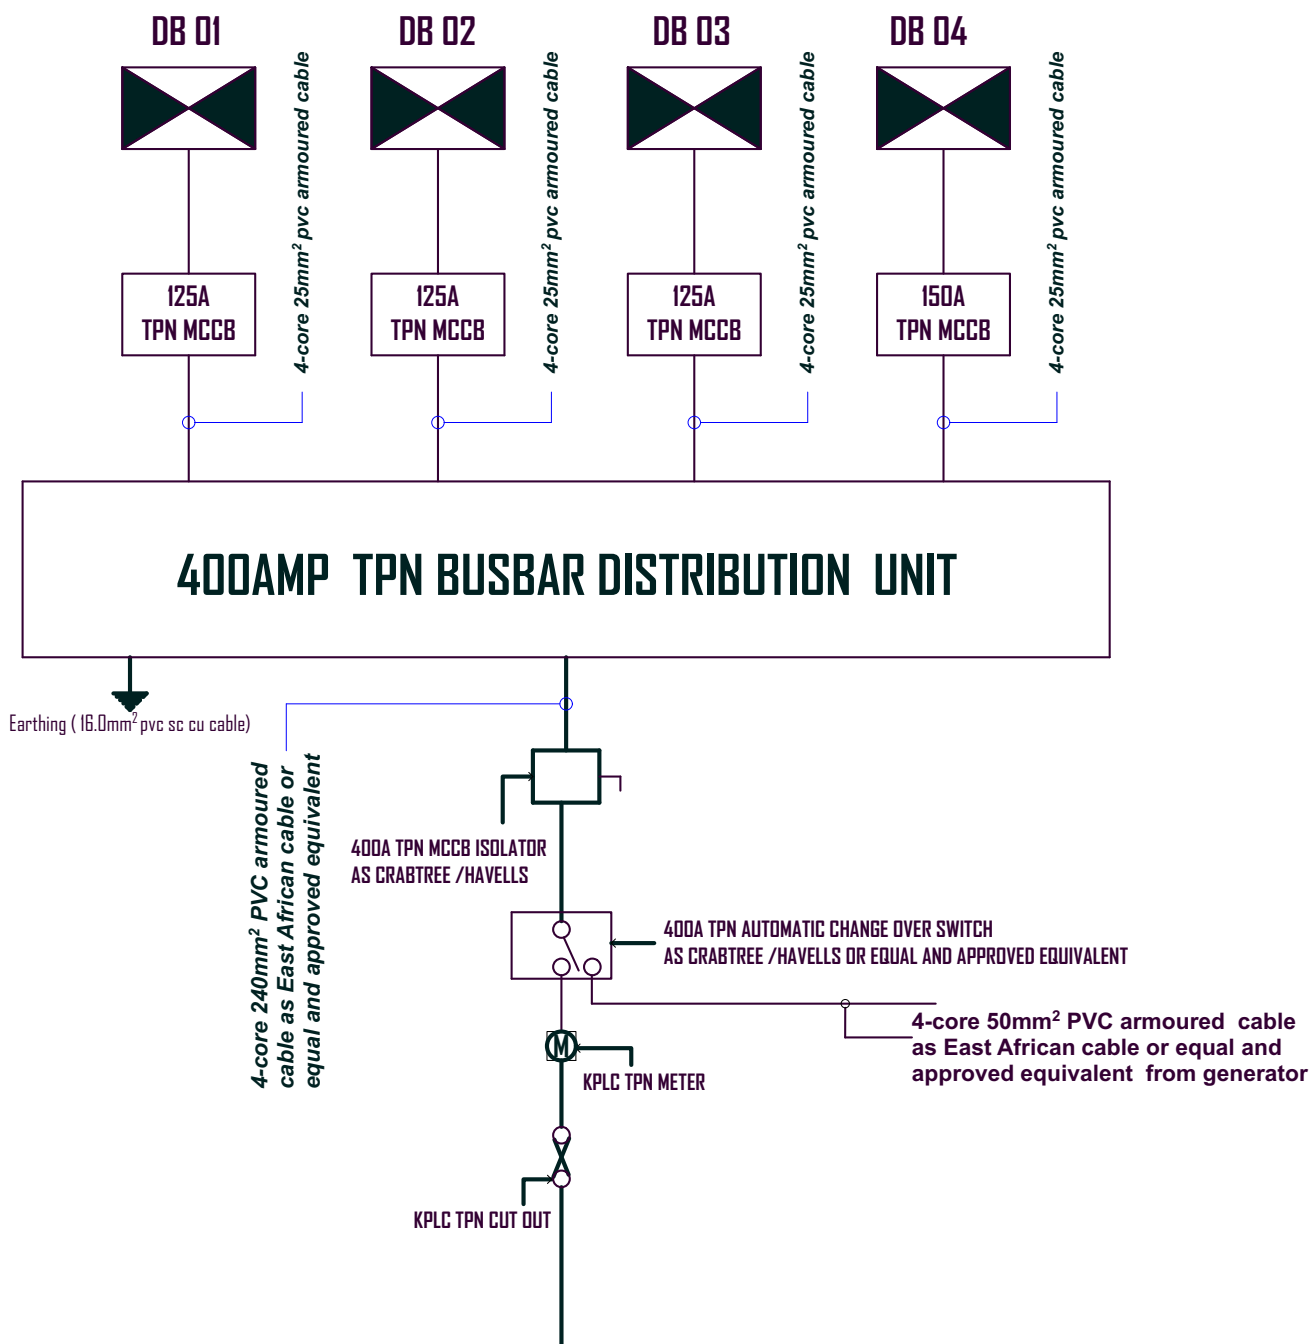 DB 01
DB 02
DB 03
DB 04
4-core 25mm² pvc armoured cable
4-core 25mm² pvc armoured cable
4-core 25mm² pvc armoured cable
4-core 25mm² pvc armoured cable
125A
TPN MCCB
125A
TPN MCCB
125A
TPN MCCB
150A
TPN MCCB
400AMP TPN BUSBAR DISTRIBUTION UNIT
Earthing ( 16.0mm² pvc sc cu cable)
4-core 240mm² PVC armoured
cable as East African cable or
equal and approved equivalent
400A TPN MCCB ISOLATOR
AS CRABTREE /HAVELLS
400A TPN AUTOMATIC CHANGE OVER SWITCH
AS CRABTREE /HAVELLS OR EQUAL AND APPROVED EQUIVALENT
4-core 50mm² PVC armoured cable
as East African cable or equal and
approved equivalent from generator
M
KPLC TPN METER
KPLC TPN CUT OUT